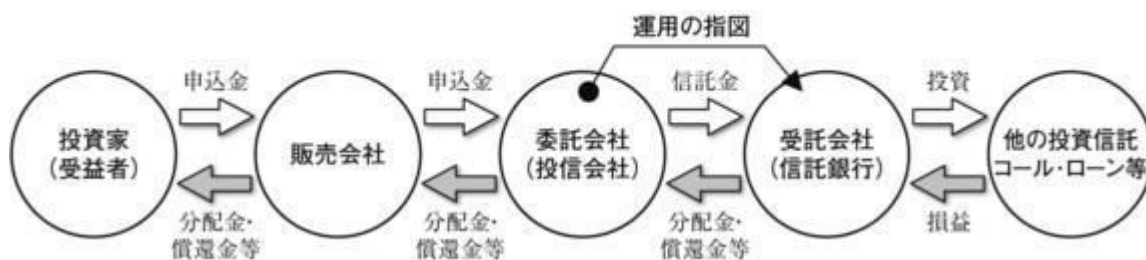 運用の指図
申込金
申込金
信託金
投資
投資家
(受益者)
販売会社
委託会社
(投信会社)
受託会社
(信託銀行)
他の投資信託
コール・ローン等
分配金・
償還金等
分配金・
償還金等
分配金・
償還金等
損益